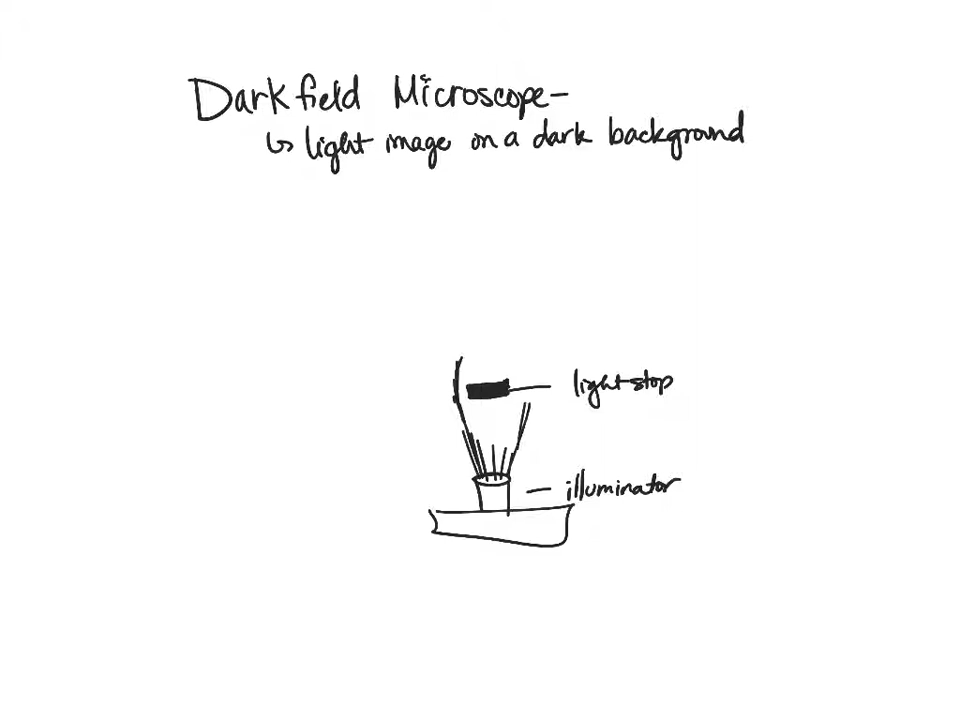 Darkfield Microscope-
↳ light image on a dark background
light stop
illuminator